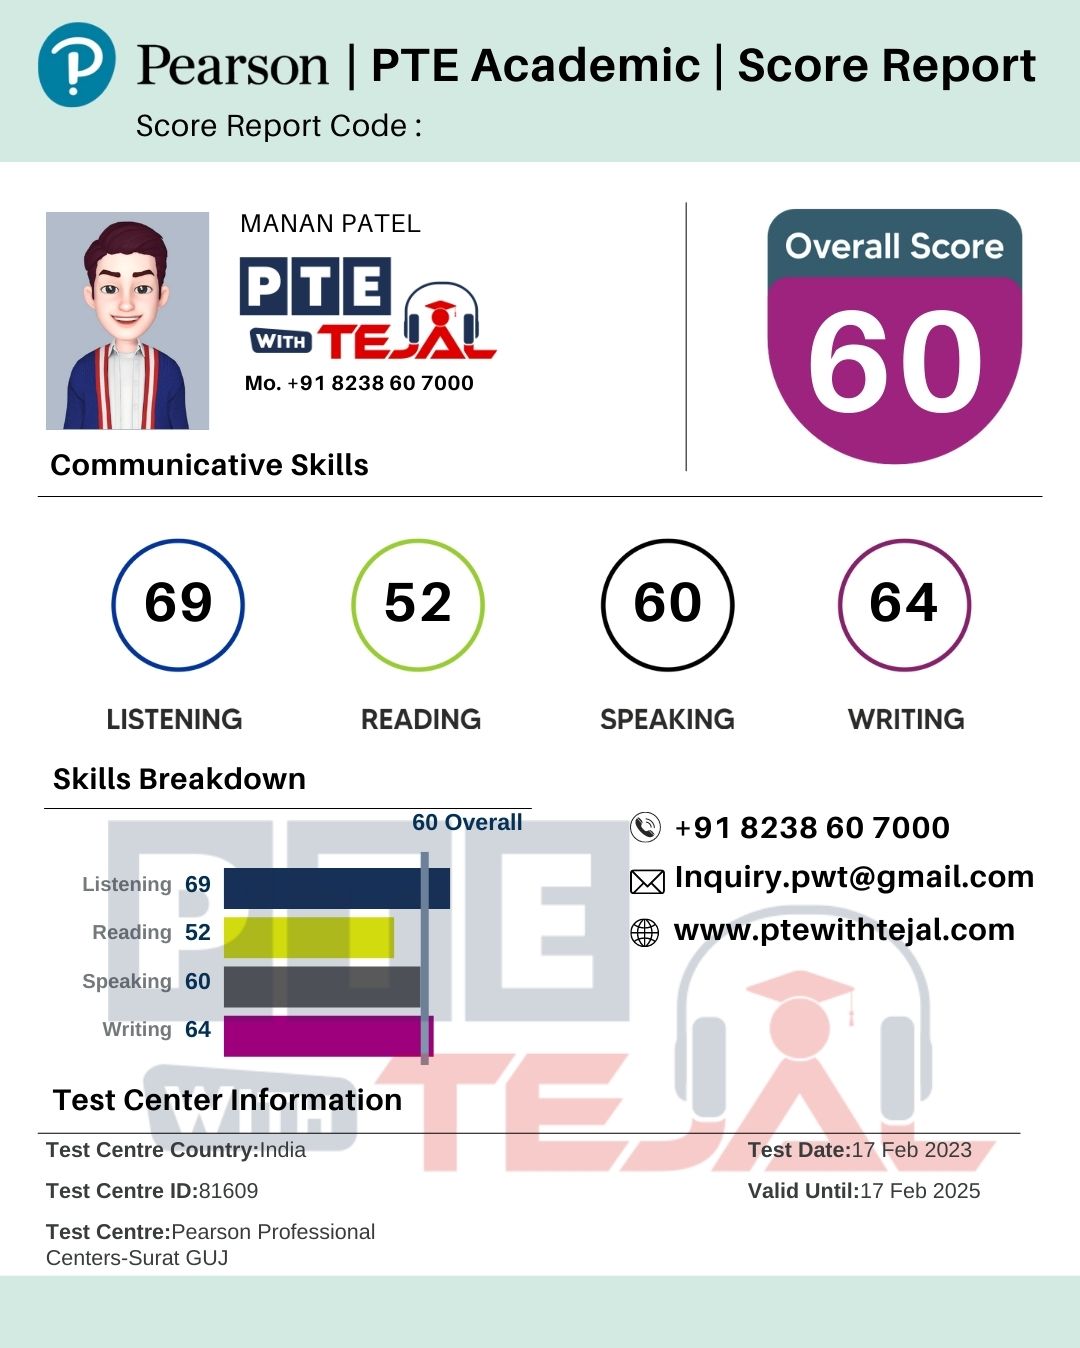 Pearson | PTE Academic | Score Report
Score Report Code :
MANAN PATEL
PTE
WITH TEJAL
Mo. +91 8238 60 7000
Overall Score
60
Communicative Skills
69 52 60 64
LISTENING READING SPEAKING WRITING
Skills Breakdown
60 Overall
Listening 69
Reading 52
Speaking 60
Writing 64
+91 8238 60 7000
Inquiry.pwt@gmail.com
www.ptewithtejal.com
PTE
WITH TEJAL
Test Center Information
Test Centre Country:India
Test Centre ID:81609
Test Centre:Pearson Professional
Centers-Surat GUJ
Test Date:17 Feb 2023
Valid Until:17 Feb 2025